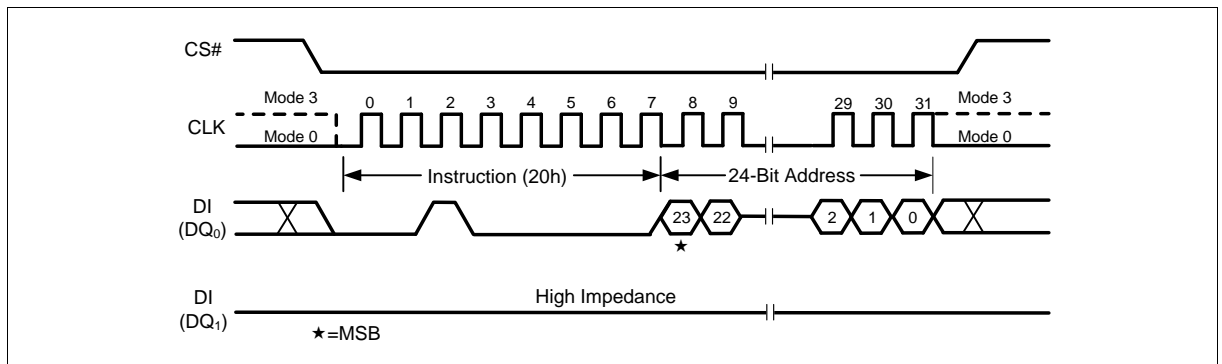 CS#
Mode 3
0 1 2 3 4 5 6 7 8 9 29 30 31
Mode 3
CLK
Mode 0
Mode 0
Instruction (20h)
24-Bit Address
DI
(DQ₀)
23 22 2 1 0
★
DI
(DQ₁)
High Impedance
★=MSB